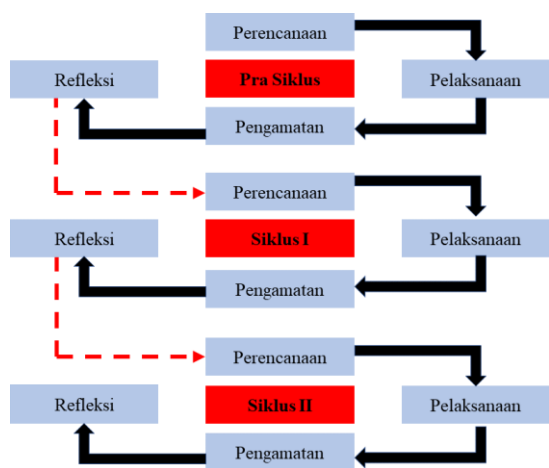 Perencanaan
Refleksi
Pra Siklus
Pelaksanaan
Pengamatan
Perencanaan
Refleksi
Siklus I
Pelaksanaan
Pengamatan
Perencanaan
Refleksi
Siklus II
Pelaksanaan
Pengamatan